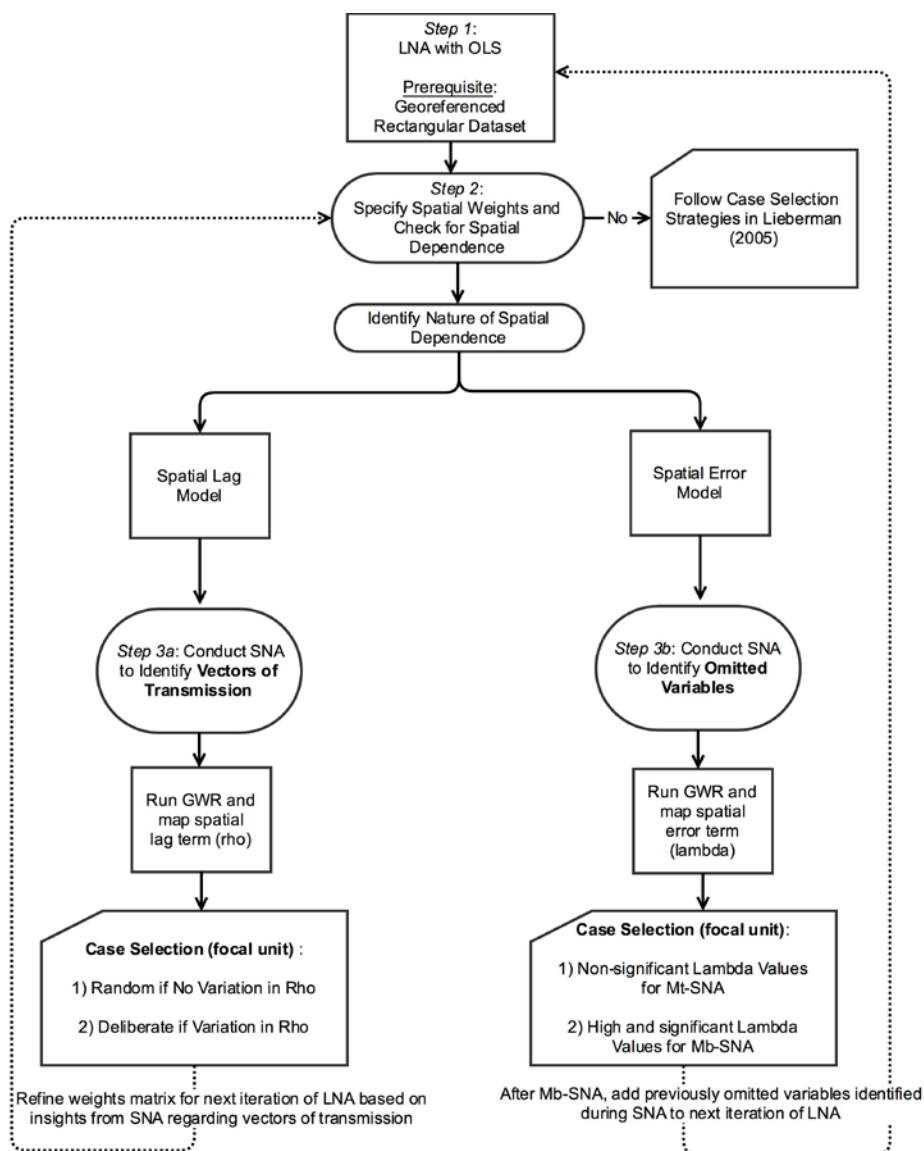 Step 1:
LNA with OLS
Prerequisite:
Georeferenced
Rectangular Dataset
Step 2:
Specify Spatial Weights and
Check for Spatial
Dependence
No
Follow Case Selection
Strategies in Lieberman
(2005)
Identify Nature of Spatial
Dependence
Spatial Lag
Model
Spatial Error
Model
Step 3a: Conduct SNA
to Identify Vectors of
Transmission
Step 3b: Conduct SNA
to Identify Omitted
Variables
Run GWR and
map spatial
lag term (rho)
Run GWR and
map spatial
error term
(lambda)
Case Selection (focal unit) :
1) Random if No Variation in Rho
2) Deliberate if Variation in Rho
Case Selection (focal unit):
1) Non-significant Lambda Values
for Mt-SNA
2) High and significant Lambda
Values for Mb-SNA
Refine weights matrix for next iteration of LNA based on
insights from SNA regarding vectors of transmission
After Mb-SNA, add previously omitted variables identified
during SNA to next iteration of LNA